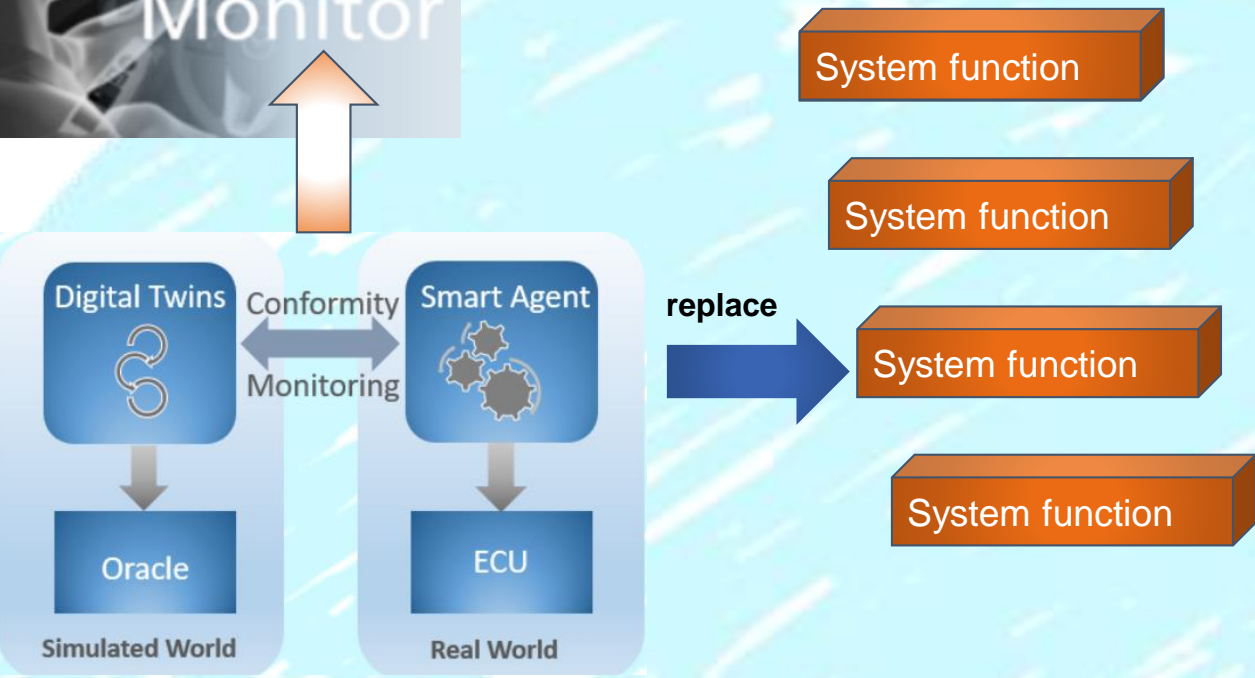 Monitor
System function
System function
Digital Twins
Conformity
Monitoring
Smart Agent
replace
System function
System function
Oracle
ECU
Simulated World
Real World